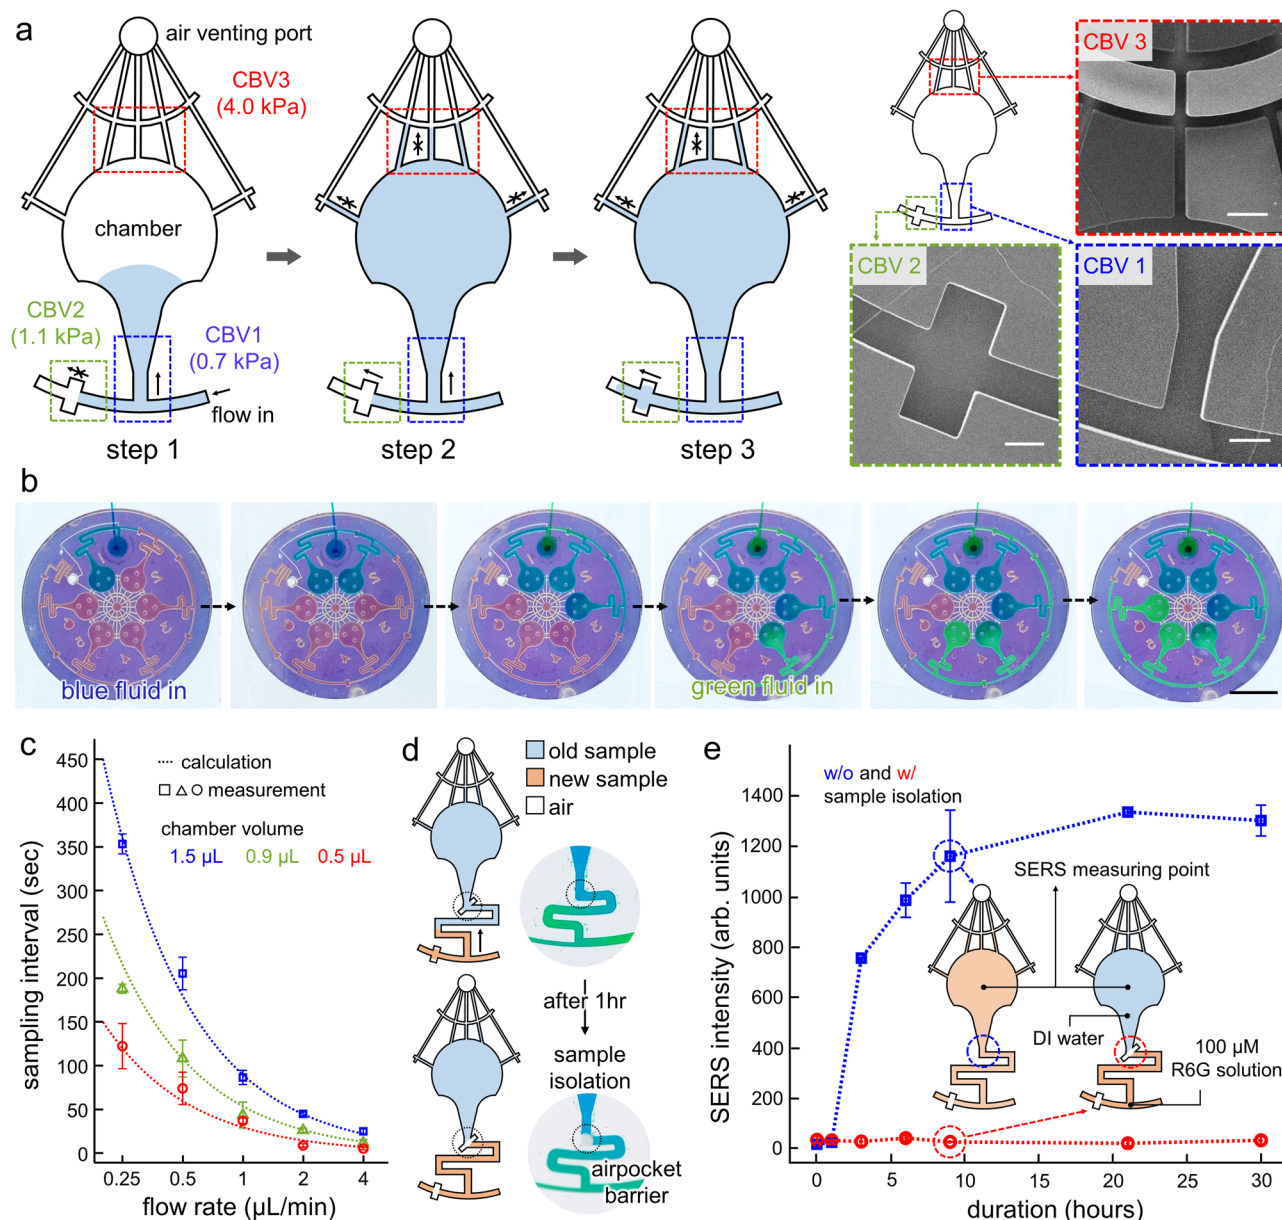 a
air venting port
CBV3
(4.0 kPa)
chamber
CBV2
(1.1 kPa)
CBV1
(0.7 kPa)
flow in
step 1
step 2
step 3
CBV 3
CBV 2
CBV 1
b
blue fluid in
green fluid in
c
sampling interval (sec)
450
400
350
300
250
200
150
100
50
0
calculation
measurement
chamber volume
1.5 µL
0.9 µL
0.5 µL
0.25
0.5
1
2
4
flow rate (µL/min)
d
old sample
new sample
air
after 1hr
sample
isolation
airpocket
barrier
e
SERS intensity (arb. units)
1400
1200
1000
800
600
400
200
0
w/o and w/
sample isolation
SERS measuring point
DI water
100 µM
R6G solution
0
5
10
15
20
25
30
duration (hours)